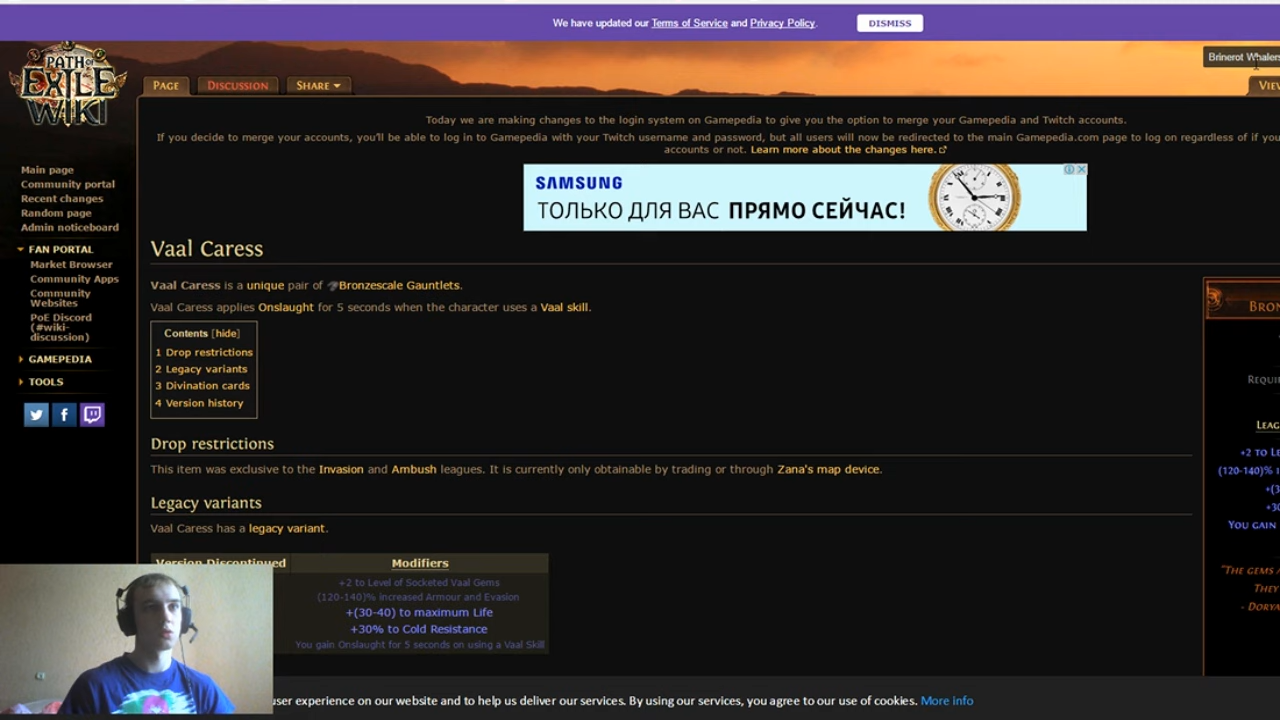 We have updated our Terms of Service and Privacy Policy.
DISMISS
PATH OF
EXILE
WIKI
PAGE
DISCUSSION
SHARE
Brinerot Whalers
Today we are making changes to the login system on Gamepedia to give you the option to merge your Gamepedia and Twitch accounts.
If you decide to merge your accounts, you'll be able to log in to Gamepedia with your Twitch username and password, but all users will now be redirected to the main Gamepedia.com page to log on regardless of if you
accounts or not. Learn more about the changes here.
SAMSUNG
ТОЛЬКО ДЛЯ ВАС ПРЯМО СЕЙЧАС!
Main page
Community portal
Recent changes
Random page
Admin noticeboard
FAN PORTAL
Market Browser
Community Apps
Community
Websites
PoE Discord
(#wiki-
discussion)
GAMEPEDIA
TOOLS
Vaal Caress
Vaal Caress is a unique pair of Bronzescale Gauntlets.
Vaal Caress applies Onslaught for 5 seconds when the character uses a Vaal skill.
Contents [hide]
1 Drop restrictions
2 Legacy variants
3 Divination cards
4 Version history
Drop restrictions
This item was exclusive to the Invasion and Ambush leagues. It is currently only obtainable by trading or through Zana's map device.
Legacy variants
Vaal Caress has a legacy variant.
Version Discontinued Modifiers
+2 to Level of Socketed Vaal Gems
(120-140)% increased Armour and Evasion
+(30-40) to maximum Life
+30% to Cold Resistance
You gain Onslaught for 5 seconds on using a Vaal Skill
(120-140)%
YOU GAIN
"THE GEMS
THEY
user experience on our website and to help us deliver our services. By using our services, you agree to our use of cookies. More info